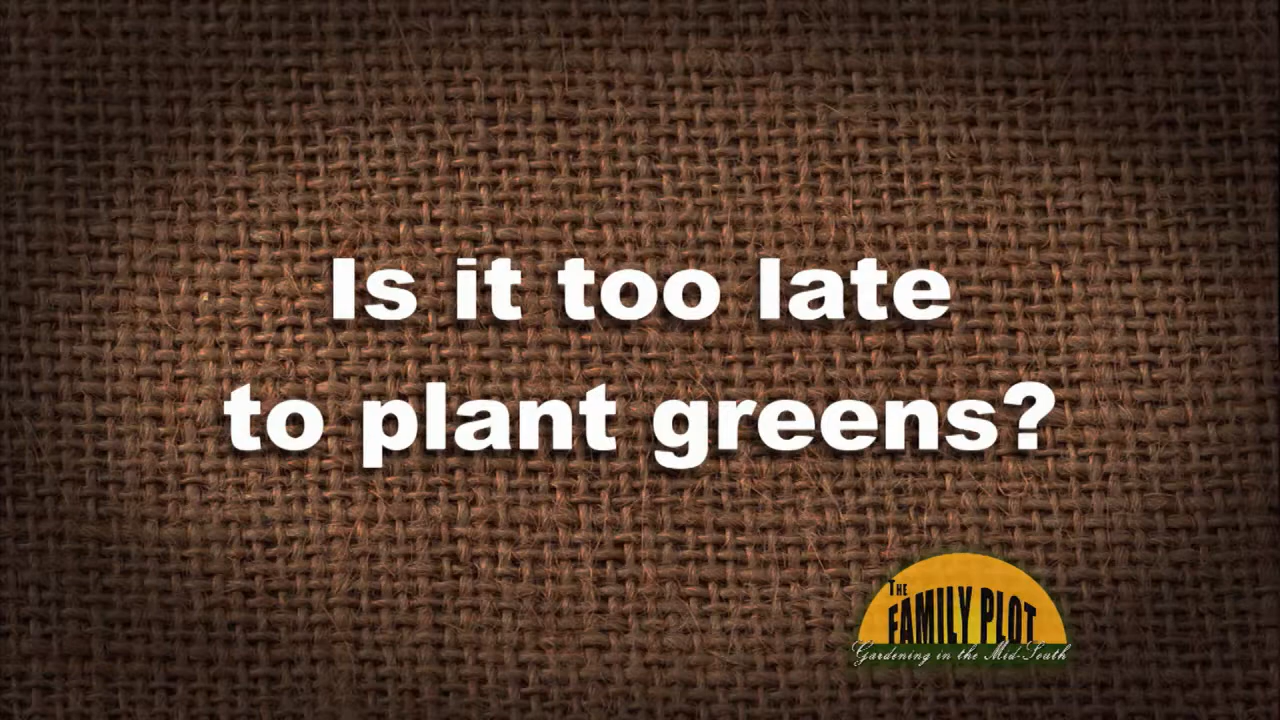 Is it too late
to plant greens?
THE
FAMILY PLOT
Gardening in the Mid-South